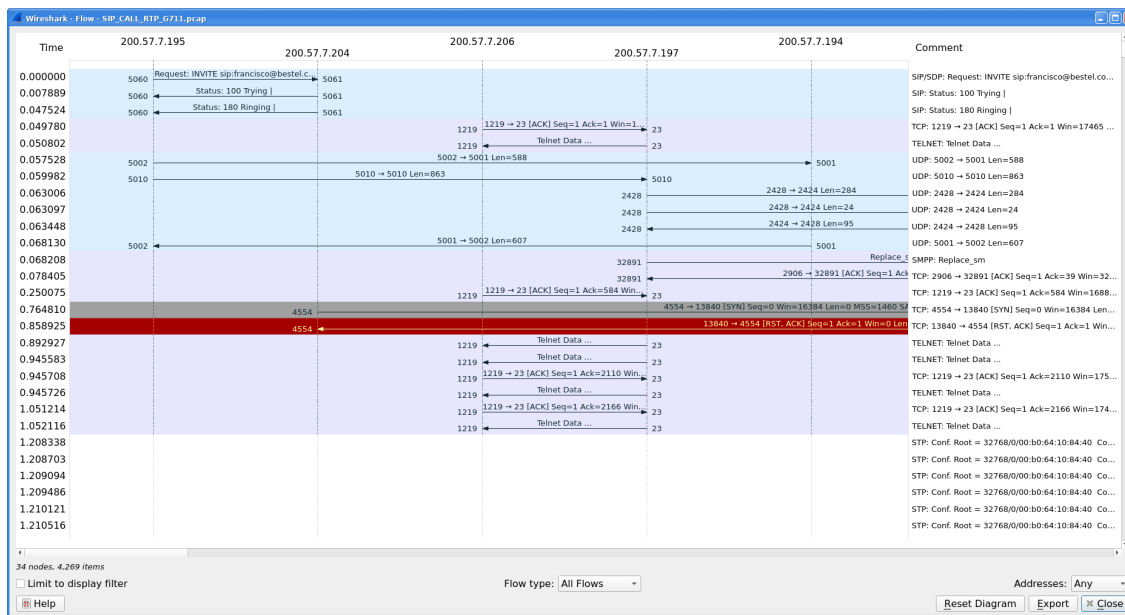 Wireshark · Flow · SIP_CALL_RTP_G711.pcap
Time 200.57.7.195 200.57.7.204 200.57.7.206 200.57.7.197 200.57.7.194 Comment
0.000000 5060 Request: INVITE sip:francisco@bestel.c... 5061 SIP/SDP: Request: INVITE sip:francisco@bestel.co...
0.007889 5060 Status: 100 Trying | 5061 SIP: Status: 100 Trying |
0.047524 5060 Status: 180 Ringing | 5061 SIP: Status: 180 Ringing |
0.049780 1219 1219 → 23 [ACK] Seq=1 Ack=1 Win=1... 23 TCP: 1219 → 23 [ACK] Seq=1 Ack=1 Win=17465 ...
0.050802 1219 Telnet Data ... 23 TELNET: Telnet Data ...
0.057528 5002 5002 → 5001 Len=588 5001 UDP: 5002 → 5001 Len=588
0.059982 5010 5010 → 5010 Len=863 5010 UDP: 5010 → 5010 Len=863
0.063006 2428 2428 → 2424 Len=284 UDP: 2428 → 2424 Len=284
0.063097 2428 2428 → 2424 Len=24 UDP: 2428 → 2424 Len=24
0.063448 2428 2424 → 2428 Len=95 UDP: 2424 → 2428 Len=95
0.068130 5002 5001 → 5002 Len=607 5001 UDP: 5001 → 5002 Len=607
0.068208 32891 Replace_s SMPP: Replace_sm
0.078405 32891 2906 → 32891 [ACK] Seq=1 Ack TCP: 2906 → 32891 [ACK] Seq=1 Ack=39 Win=32...
0.250075 1219 1219 → 23 [ACK] Seq=1 Ack=584 Win... 23 TCP: 1219 → 23 [ACK] Seq=1 Ack=584 Win=1688...
0.764810 4554 4554 → 13840 [SYN] Seq=0 Win=16384 Len=0 MSS=1460 SA TCP: 4554 → 13840 [SYN] Seq=0 Win=16384 Len...
0.858925 4554 13840 → 4554 [RST, ACK] Seq=1 Ack=1 Win=0 Len TCP: 13840 → 4554 [RST, ACK] Seq=1 Ack=1 Win...
0.892927 1219 Telnet Data ... 23 TELNET: Telnet Data ...
0.945583 1219 Telnet Data ... 23 TELNET: Telnet Data ...
0.945708 1219 1219 → 23 [ACK] Seq=1 Ack=2110 Win... 23 TCP: 1219 → 23 [ACK] Seq=1 Ack=2110 Win=175...
0.945726 1219 Telnet Data ... 23 TELNET: Telnet Data ...
1.051214 1219 1219 → 23 [ACK] Seq=1 Ack=2166 Win... 23 TCP: 1219 → 23 [ACK] Seq=1 Ack=2166 Win=174...
1.052116 1219 Telnet Data ... 23 TELNET: Telnet Data ...
1.208338 STP: Conf. Root = 32768/0/00:b0:64:10:84:40 Co...
1.208703 STP: Conf. Root = 32768/0/00:b0:64:10:84:40 Co...
1.209094 STP: Conf. Root = 32768/0/00:b0:64:10:84:40 Co...
1.209486 STP: Conf. Root = 32768/0/00:b0:64:10:84:40 Co...
1.210121 STP: Conf. Root = 32768/0/00:b0:64:10:84:40 Co...
1.210516 STP: Conf. Root = 32768/0/00:b0:64:10:84:40 Co...
34 nodes, 4,269 items
Limit to display filter Flow type: All Flows Addresses: Any
Help Reset Diagram Export Close